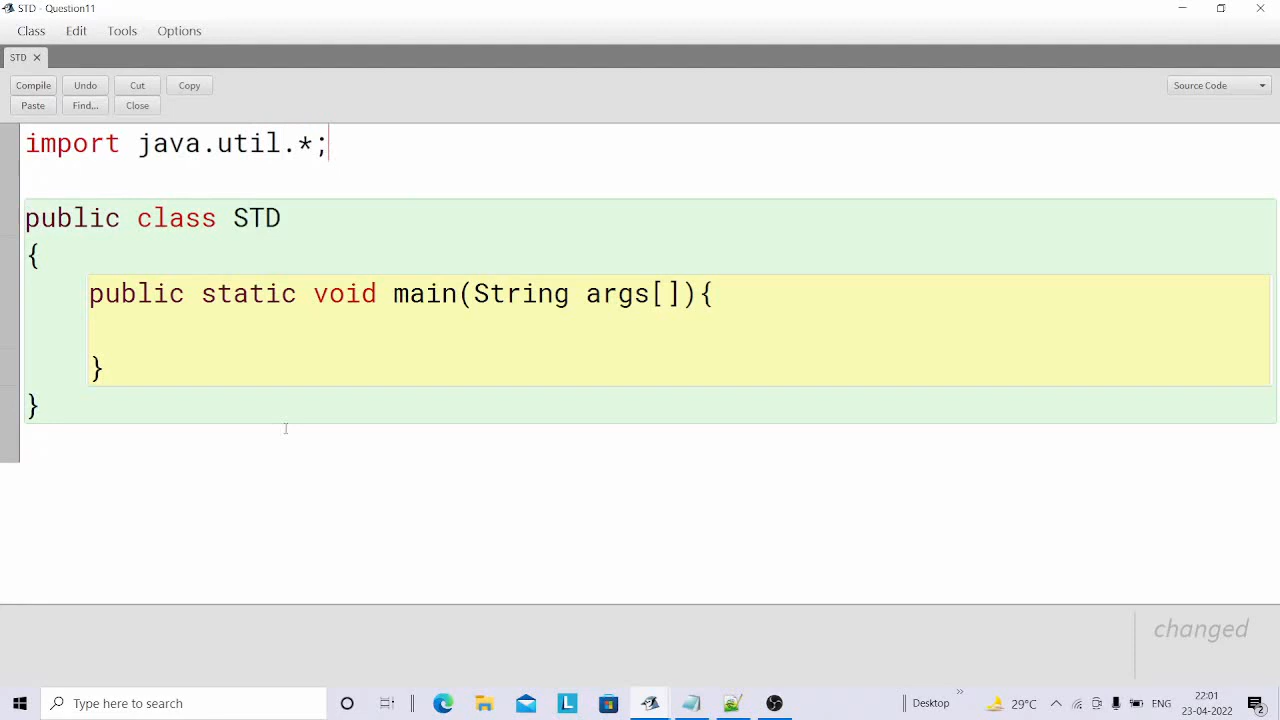 STD - Question11
Class Edit Tools Options
STD
Compile Undo Cut Copy
Paste Find... Close
Source Code
import java.util.*;
public class STD
{
public static void main(String args[]){
}
}
changed
Type here to search
Desktop
29°C
ENG
22:01
23-04-2022
2